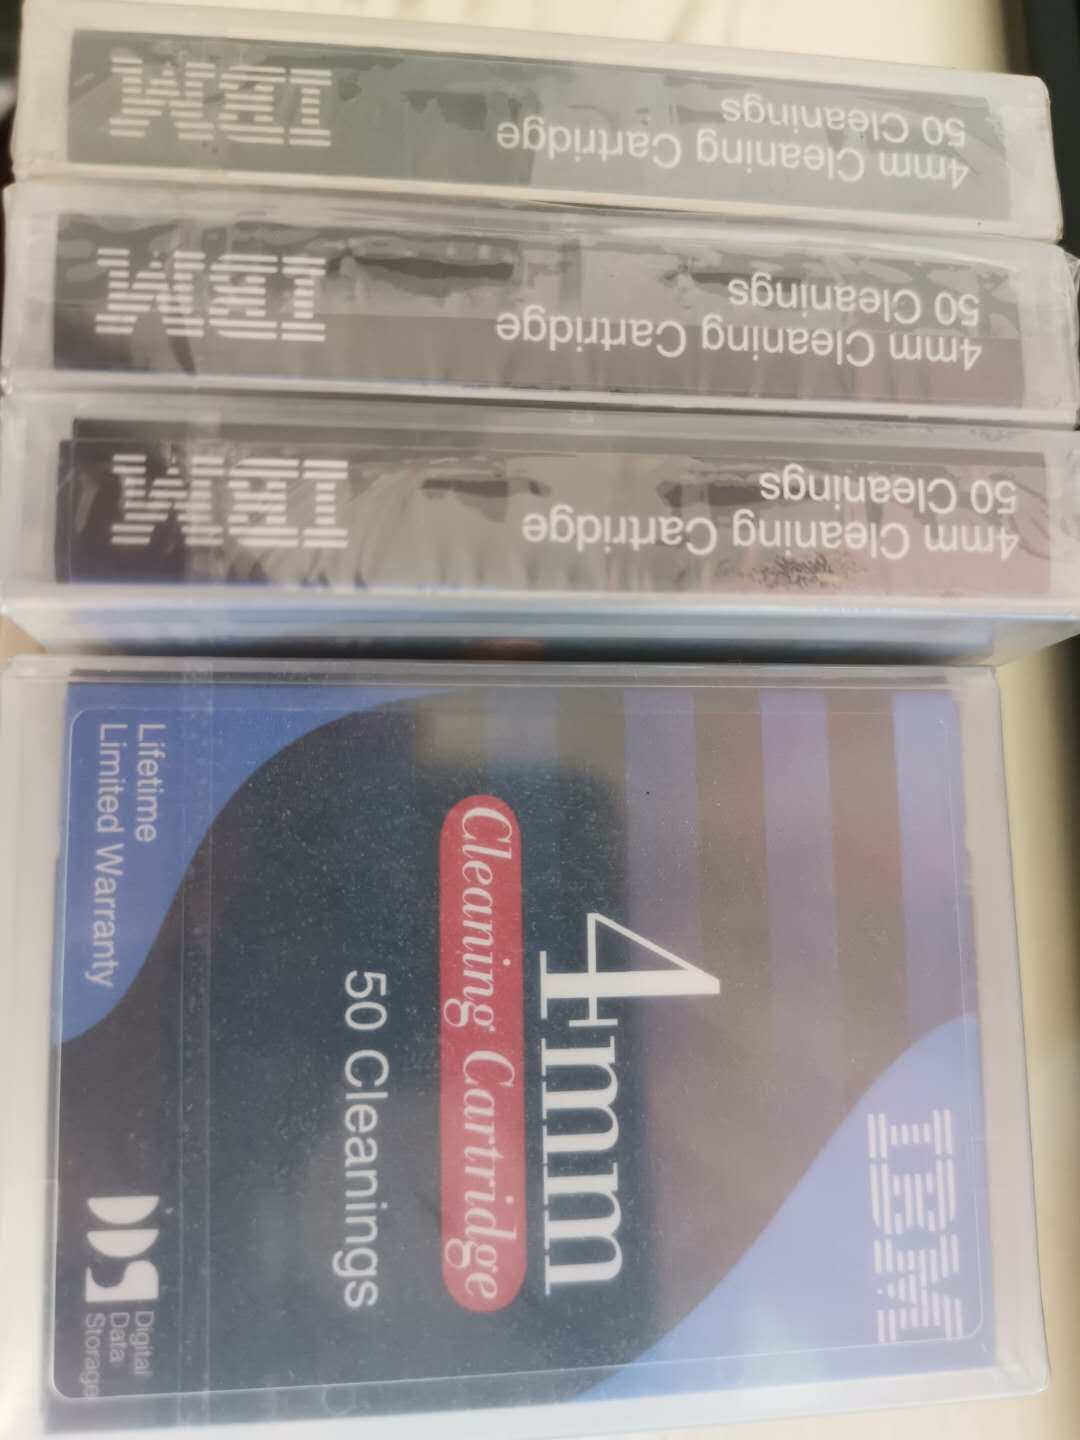 50 Cleanings
4mm Cleaning Cartridge
IBM
50 Cleanings
4mm Cleaning Cartridge
IBM
50 Cleanings
4mm Cleaning Cartridge
IBM
IBM
4mm
Cleaning Cartridge
50 Cleanings
Lifetime
Limited Warranty
DDS
Digital
Data
Storage